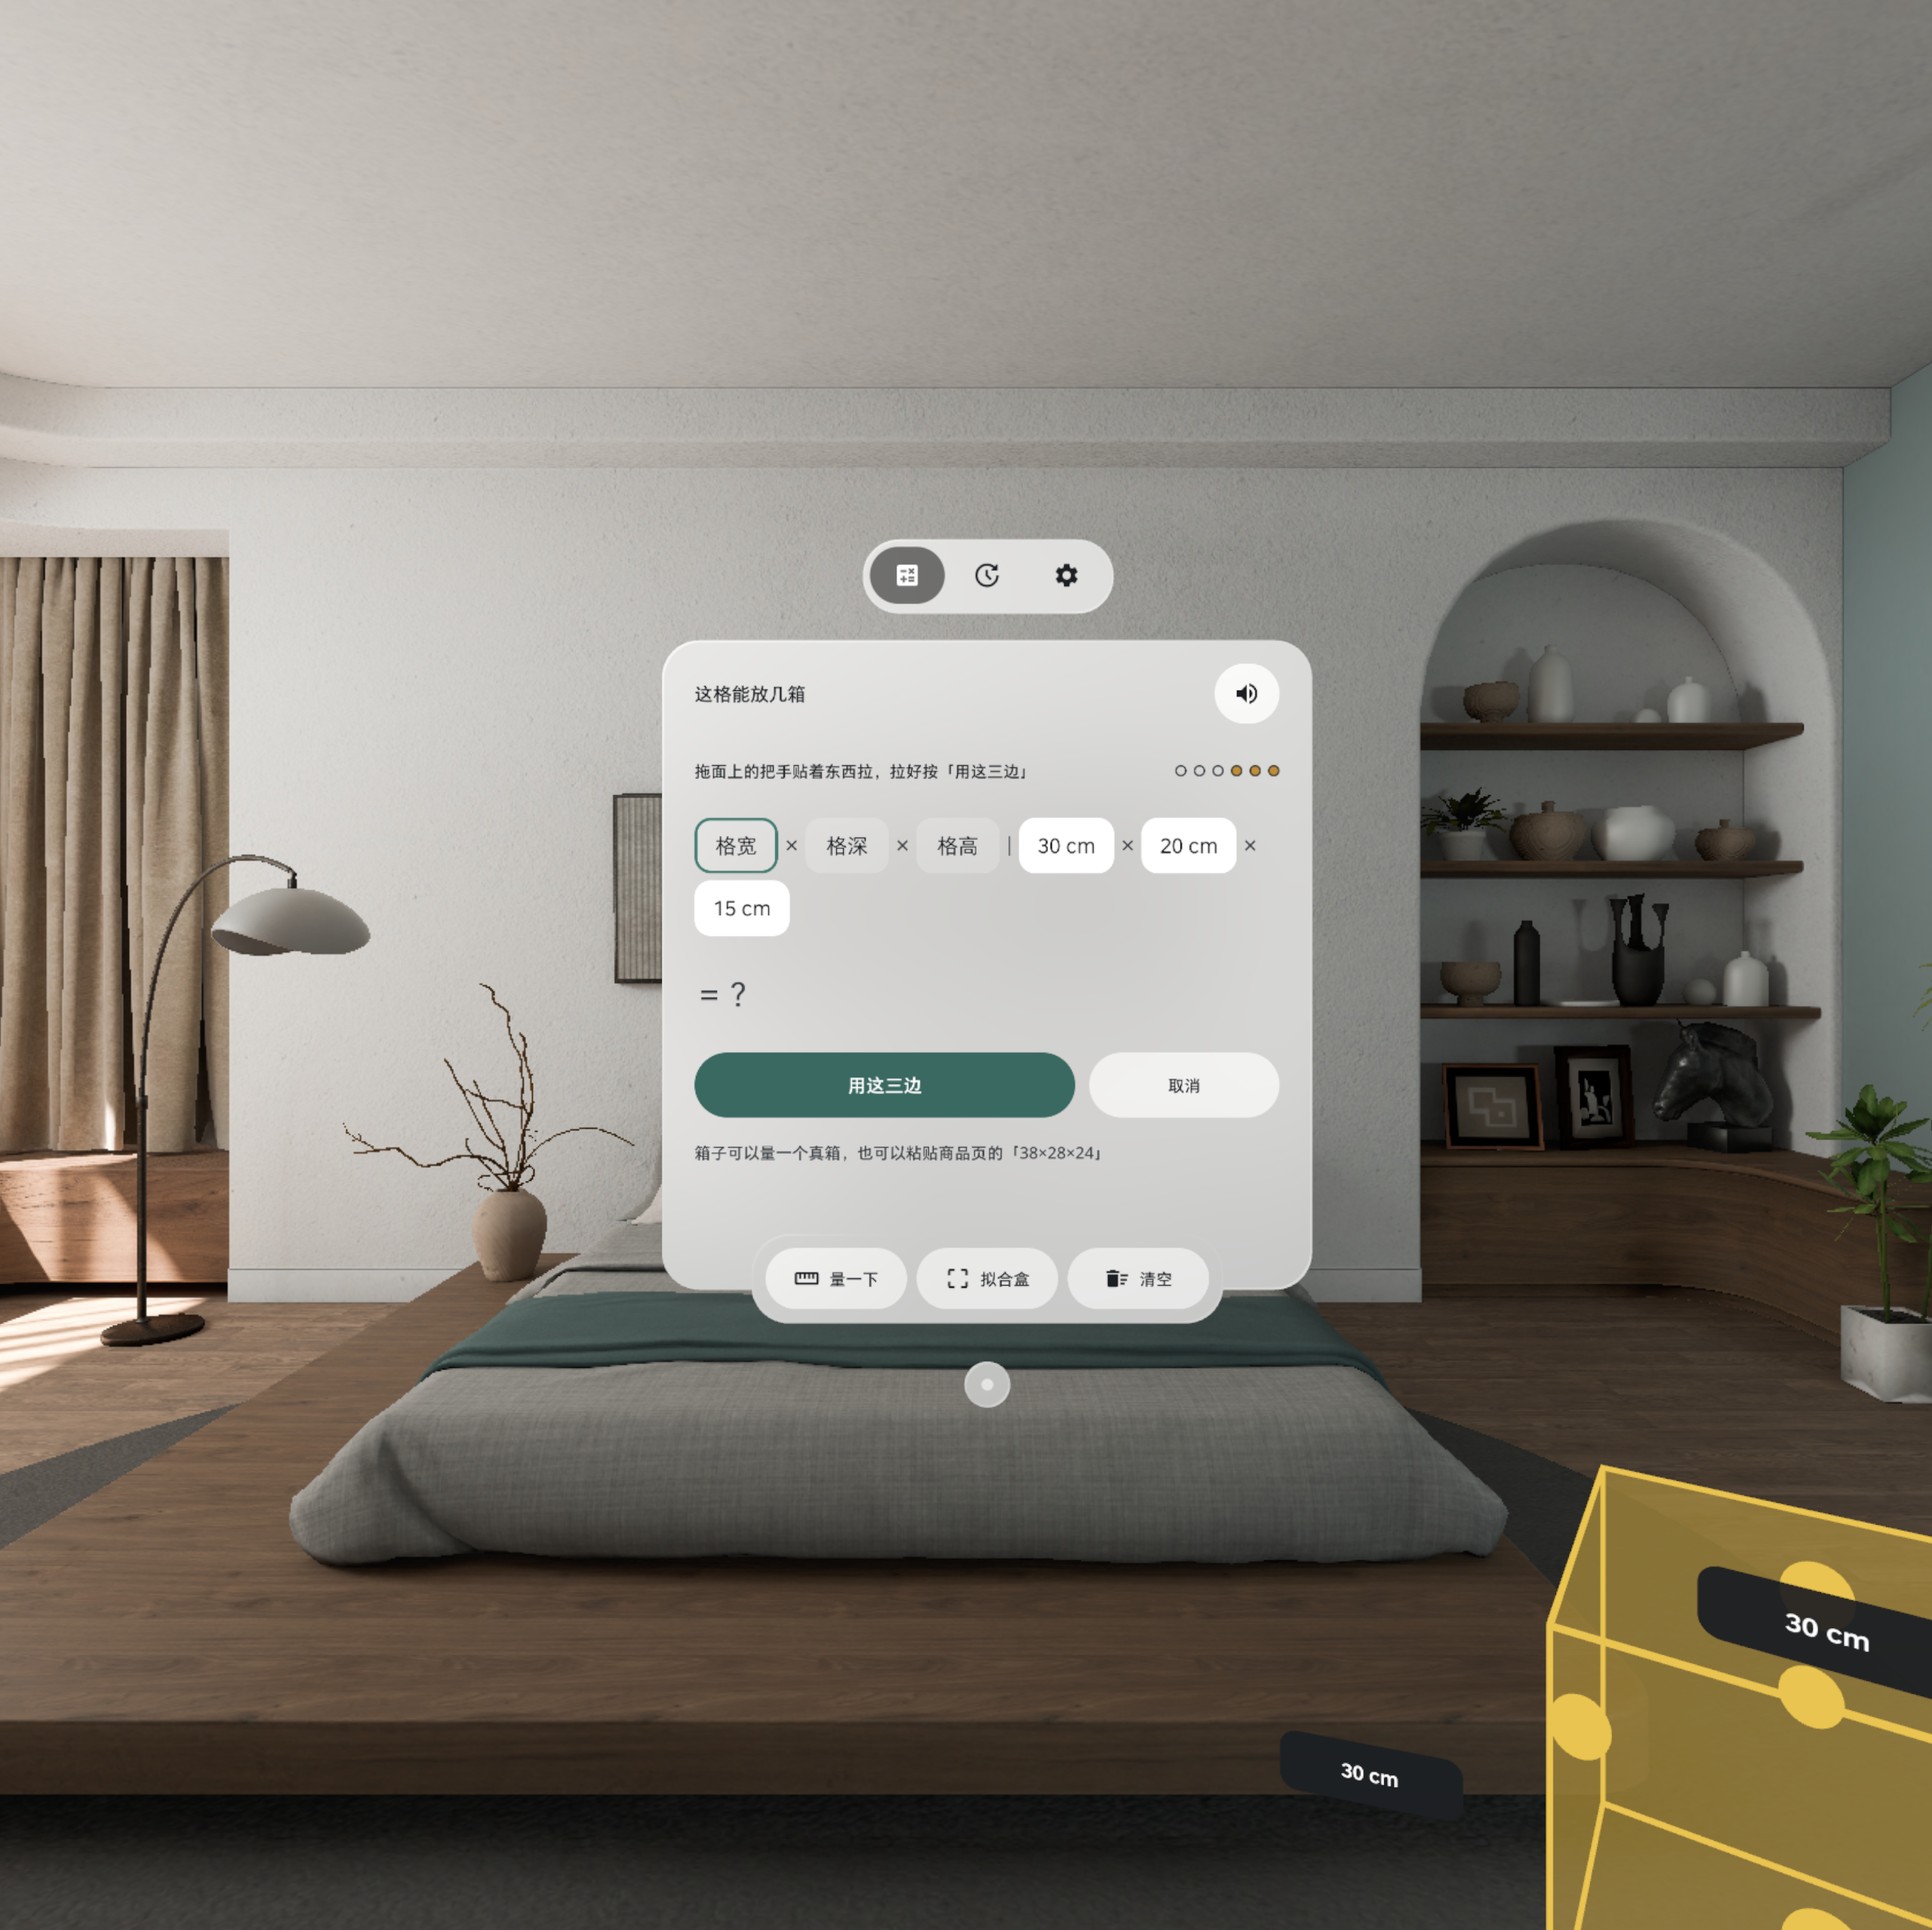 这格能放几箱
拖面上的把手贴着东西拉，拉好按「用这三边」
格宽 × 格深 × 格高 | 30 cm × 20 cm ×
15 cm
= ?
用这三边 取消
箱子可以量一个真箱，也可以粘贴商品页的「38×28×24」
量一下 拟合盒 清空
30 cm
30 cm